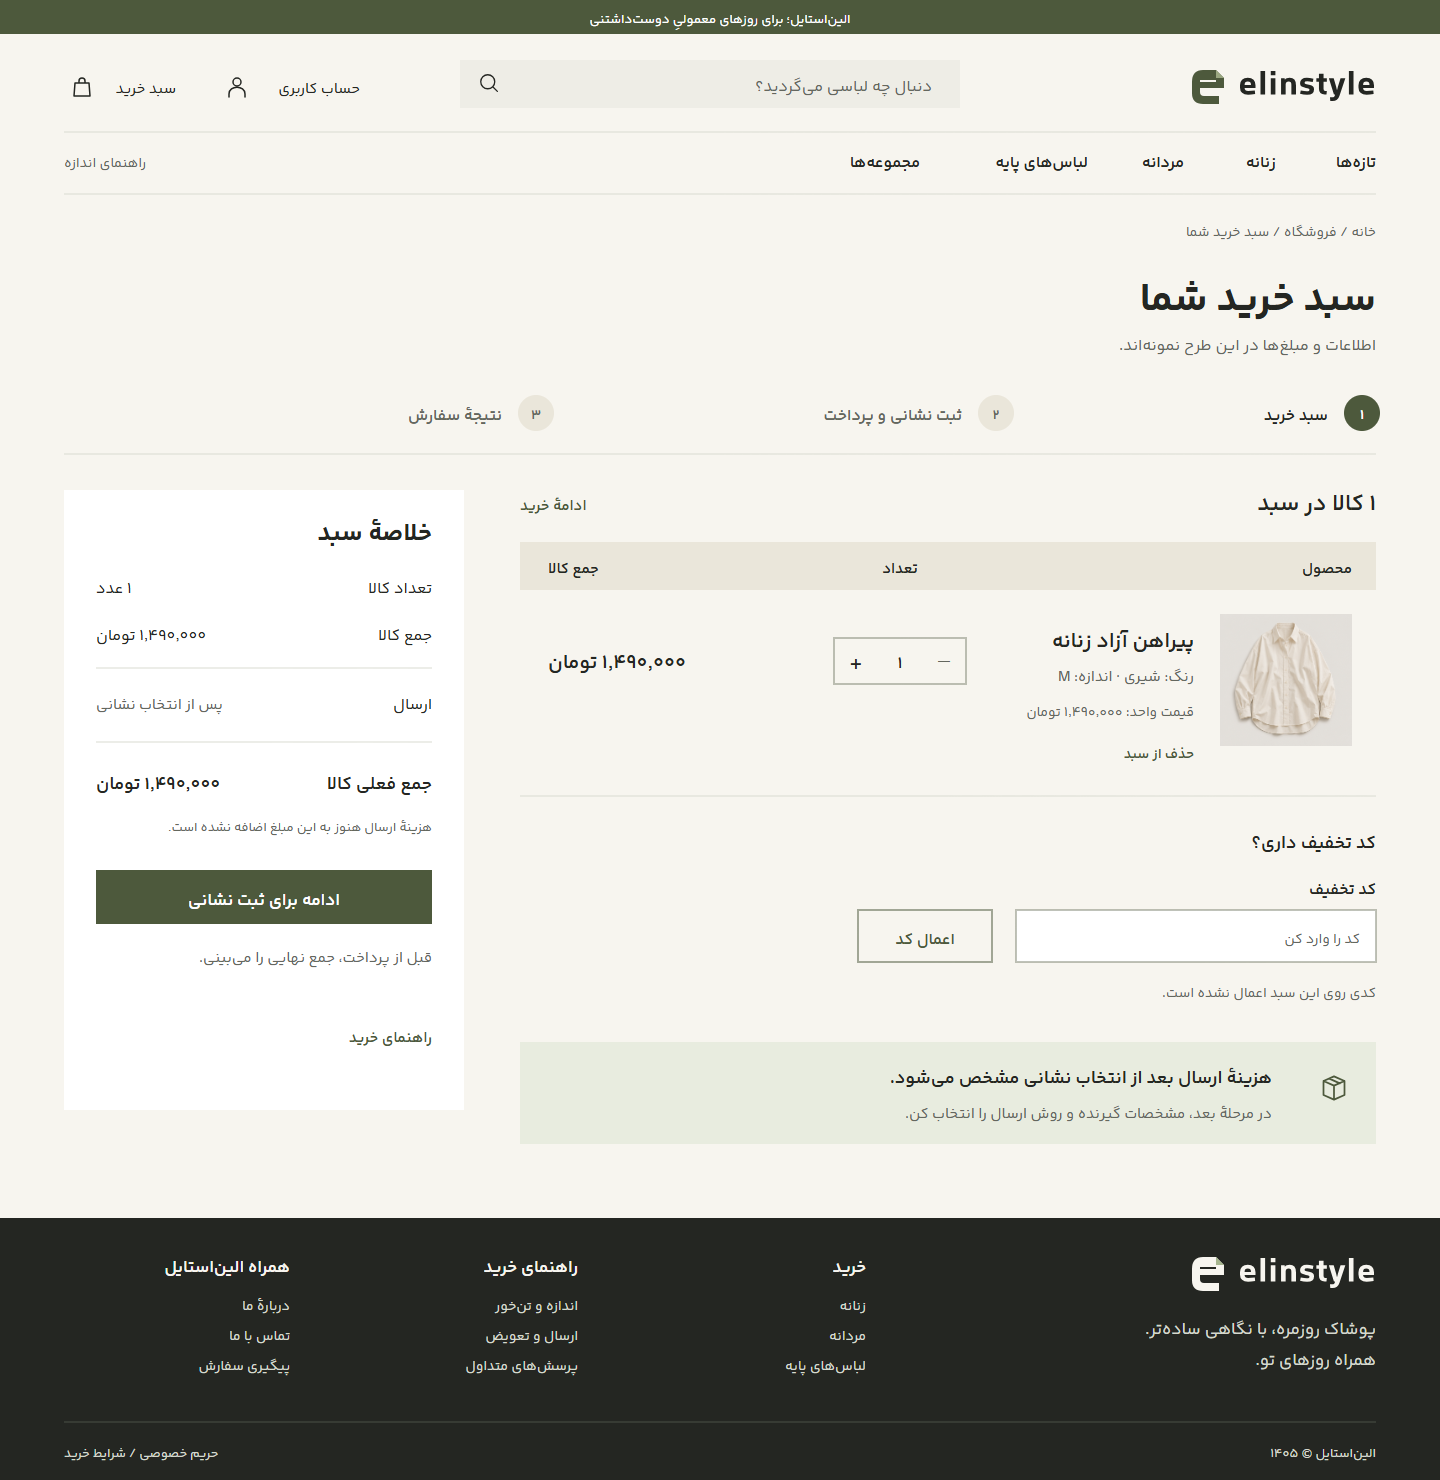 الین‌استایل؛ برای روزهای معمولیِ دوست‌داشتنی
elinstyle
دنبال چه لباسی می‌گردید؟
حساب کاربری
سبد خرید
تازه‌ها
زنانه
مردانه
لباس‌های پایه
مجموعه‌ها
راهنمای اندازه
خانه / فروشگاه / سبد خرید شما
سبد خرید شما
اطلاعات و مبلغ‌ها در این طرح نمونه‌اند.
۱
سبد خرید
۲
ثبت نشانی و پرداخت
۳
نتیجهٔ سفارش
۱ کالا در سبد
ادامهٔ خرید
محصول
تعداد
جمع کالا
پیراهن آزاد زنانه
رنگ: شیری · اندازه: M
قیمت واحد: ۱,۴۹۰,۰۰۰ تومان
حذف از سبد
—
۱
+
۱,۴۹۰,۰۰۰ تومان
کد تخفیف داری؟
کد تخفیف
کد را وارد کن
اعمال کد
کدی روی این سبد اعمال نشده است.
هزینهٔ ارسال بعد از انتخاب نشانی مشخص می‌شود.
در مرحلهٔ بعد، مشخصات گیرنده و روش ارسال را انتخاب کن.
خلاصهٔ سبد
تعداد کالا
۱ عدد
جمع کالا
۱,۴۹۰,۰۰۰ تومان
ارسال
پس از انتخاب نشانی
جمع فعلی کالا
۱,۴۹۰,۰۰۰ تومان
هزینهٔ ارسال هنوز به این مبلغ اضافه نشده است.
ادامه برای ثبت نشانی
قبل از پرداخت، جمع نهایی را می‌بینی.
راهنمای خرید
elinstyle
پوشاک روزمره، با نگاهی ساده‌تر.
همراه روزهای تو.
خرید
زنانه
مردانه
لباس‌های پایه
راهنمای خرید
اندازه و تن‌خور
ارسال و تعویض
پرسش‌های متداول
همراه الین‌استایل
دربارهٔ ما
تماس با ما
پیگیری سفارش
الین‌استایل © ۱۴۰۵
حریم خصوصی / شرایط خرید